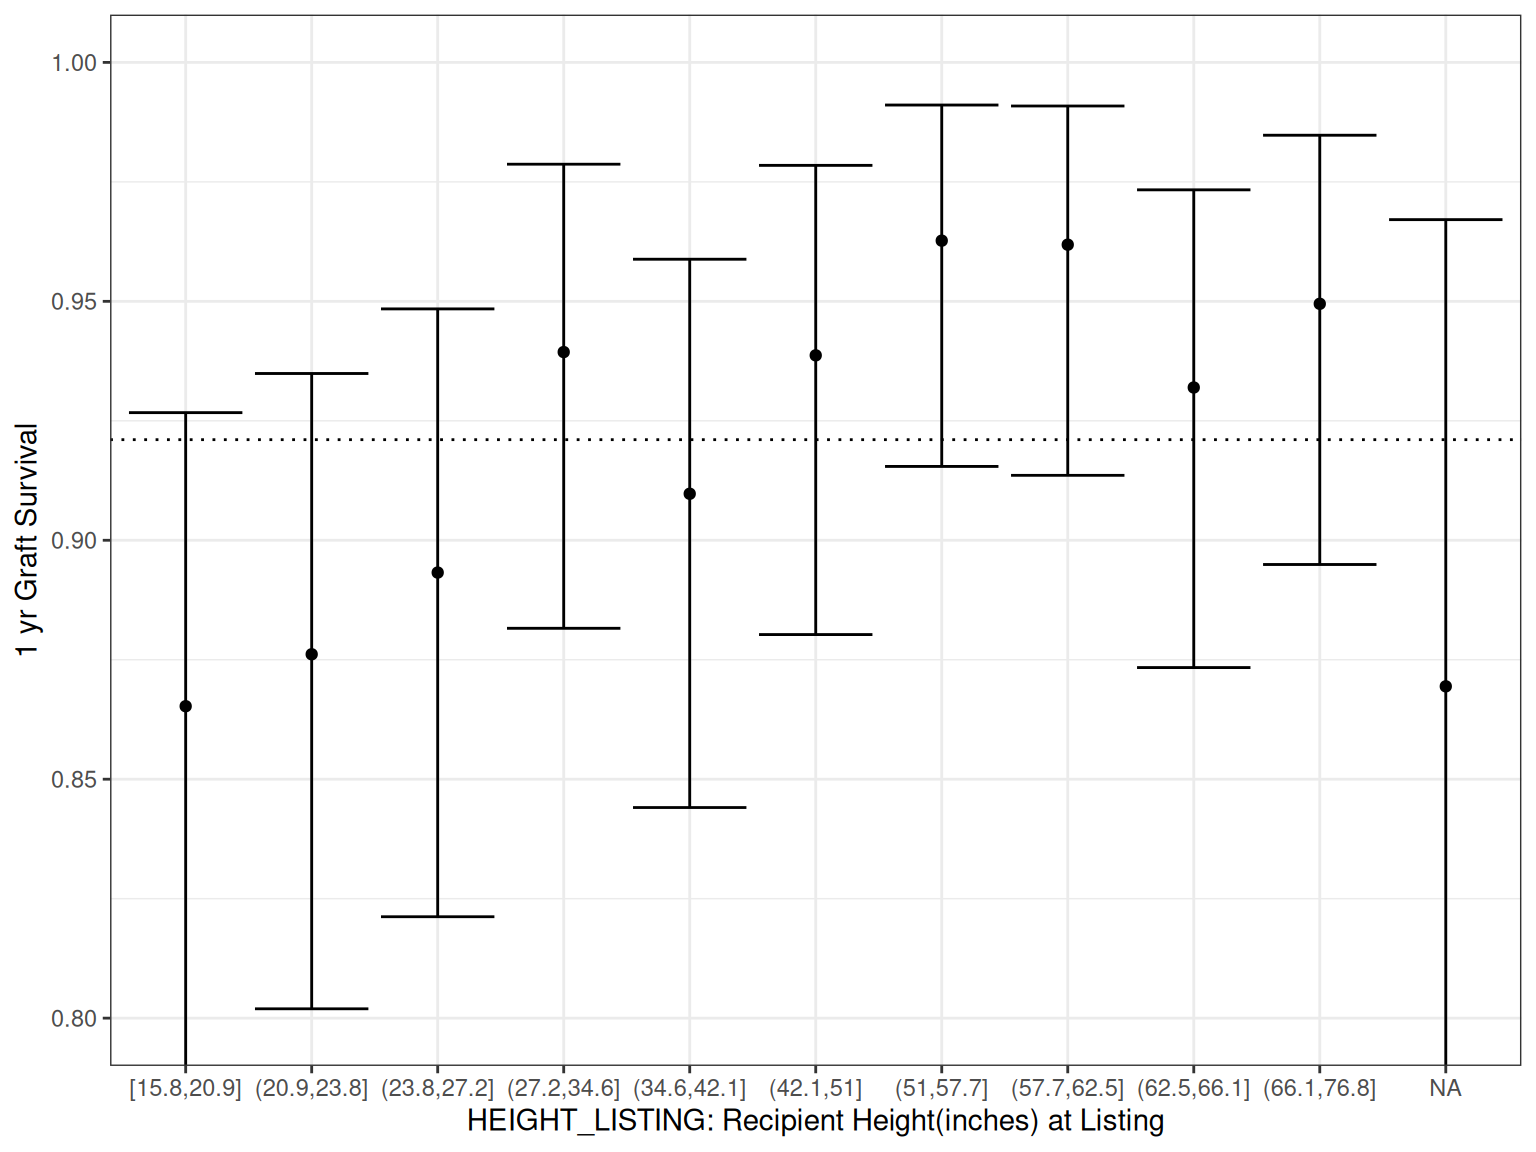 1.00
0.95
0.90
0.85
0.80
1 yr Graft Survival
[15.8,20.9] (20.9,23.8] (23.8,27.2] (27.2,34.6] (34.6,42.1] (42.1,51] (51,57.7] (57.7,62.5] (62.5,66.1] (66.1,76.8] NA
HEIGHT_LISTING: Recipient Height(inches) at Listing